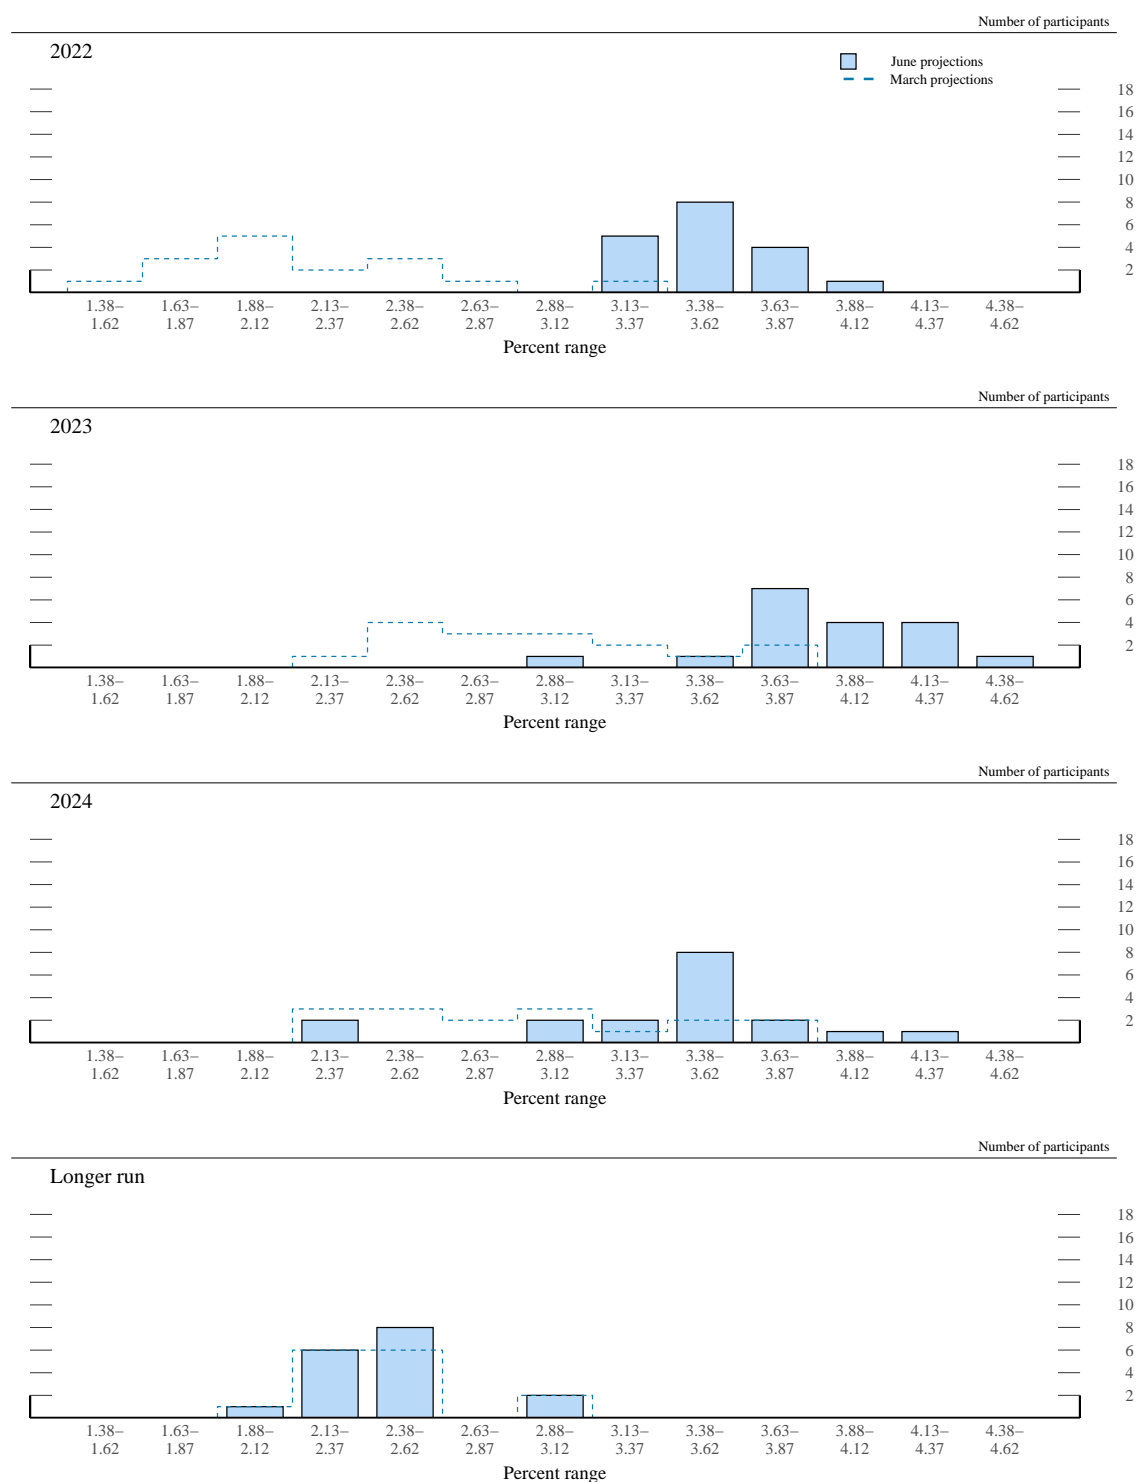 Number of participants
2022
June projections
March projections
18
16
14
12
10
8
6
4
2
1.38– 1.63– 1.88– 2.13– 2.38– 2.63– 2.88– 3.13– 3.38– 3.63– 3.88– 4.13– 4.38–
1.62 1.87 2.12 2.37 2.62 2.87 3.12 3.37 3.62 3.87 4.12 4.37 4.62
Percent range
Number of participants
2023
18
16
14
12
10
8
6
4
2
1.38– 1.63– 1.88– 2.13– 2.38– 2.63– 2.88– 3.13– 3.38– 3.63– 3.88– 4.13– 4.38–
1.62 1.87 2.12 2.37 2.62 2.87 3.12 3.37 3.62 3.87 4.12 4.37 4.62
Percent range
Number of participants
2024
18
16
14
12
10
8
6
4
2
1.38– 1.63– 1.88– 2.13– 2.38– 2.63– 2.88– 3.13– 3.38– 3.63– 3.88– 4.13– 4.38–
1.62 1.87 2.12 2.37 2.62 2.87 3.12 3.37 3.62 3.87 4.12 4.37 4.62
Percent range
Number of participants
Longer run
18
16
14
12
10
8
6
4
2
1.38– 1.63– 1.88– 2.13– 2.38– 2.63– 2.88– 3.13– 3.38– 3.63– 3.88– 4.13– 4.38–
1.62 1.87 2.12 2.37 2.62 2.87 3.12 3.37 3.62 3.87 4.12 4.37 4.62
Percent range